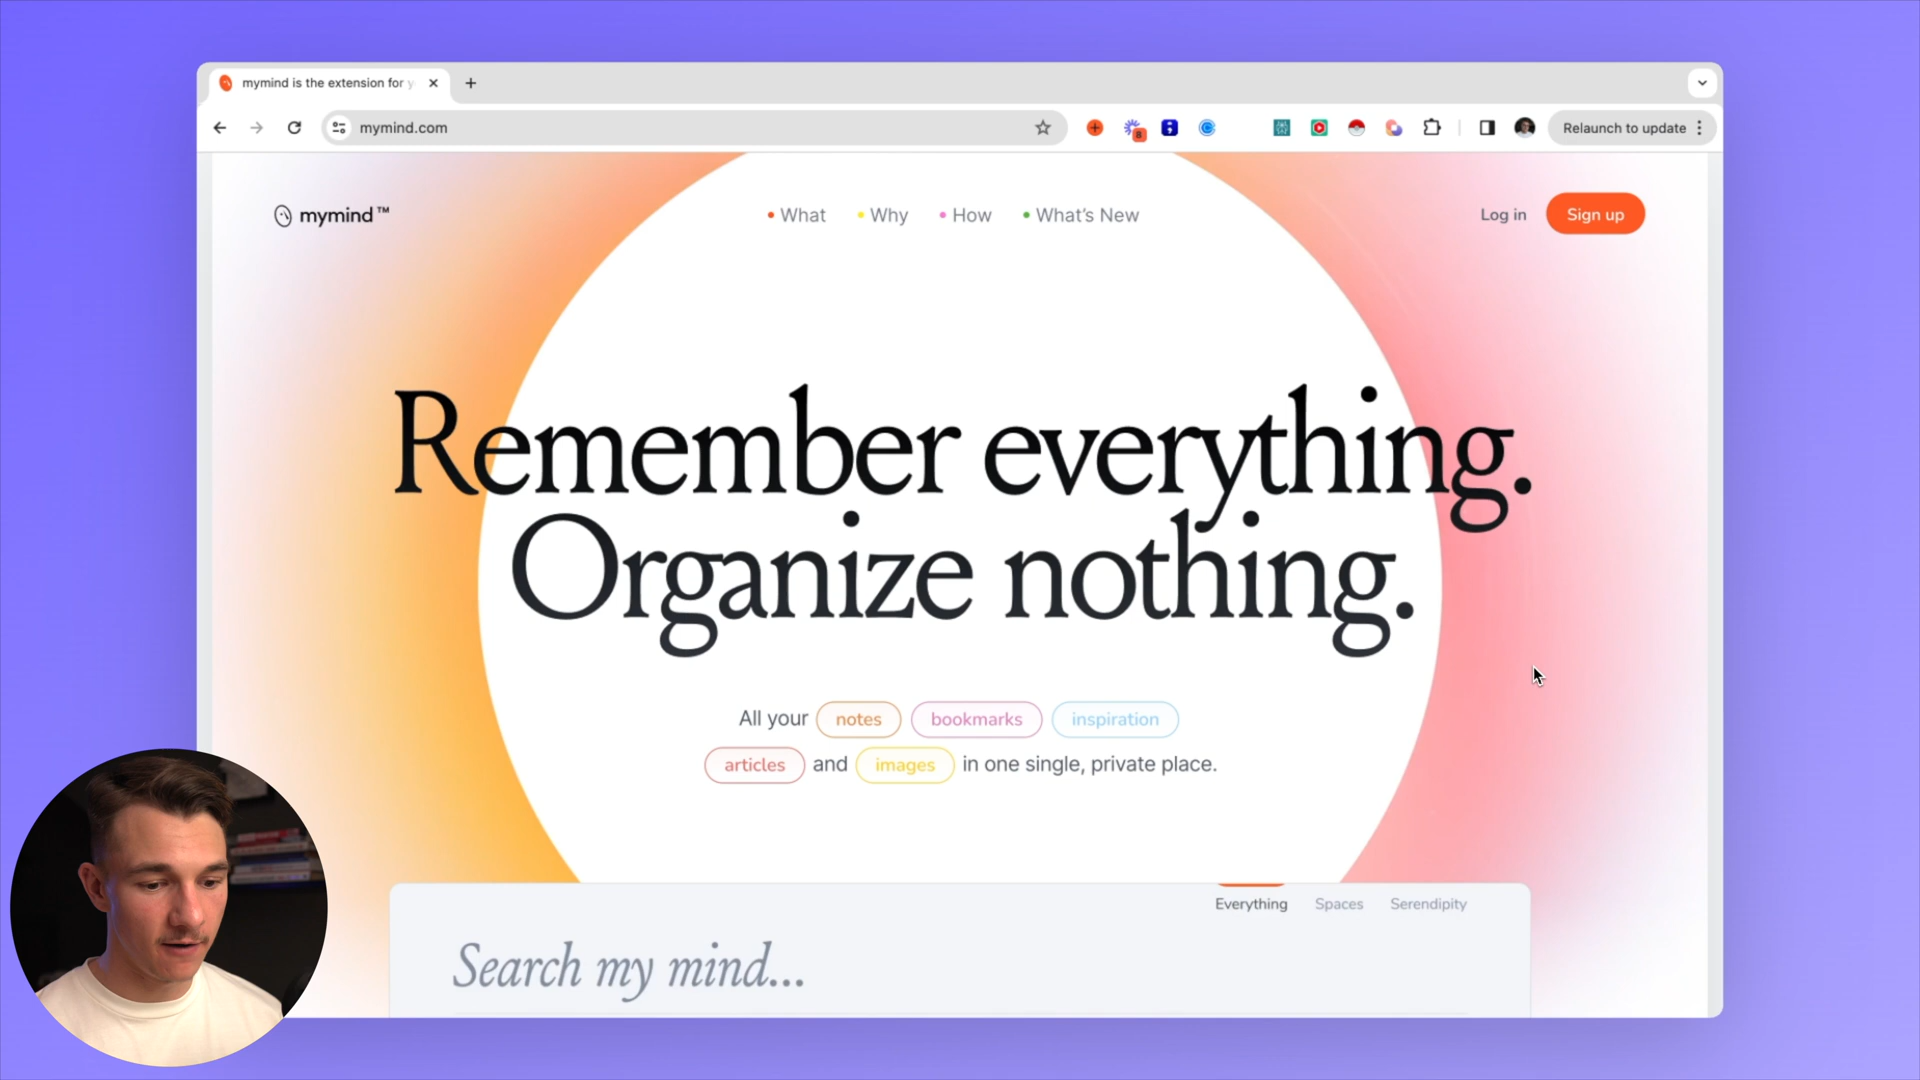 mymind is the extension for y
mymind.com
8
Relaunch to update
mymind™
What
Why
How
What's New
Log in
Sign up
Remember everything.
Organize nothing.
All your notes bookmarks inspiration
articles and images in one single, private place.
Everything
Spaces
Serendipity
Search my mind...